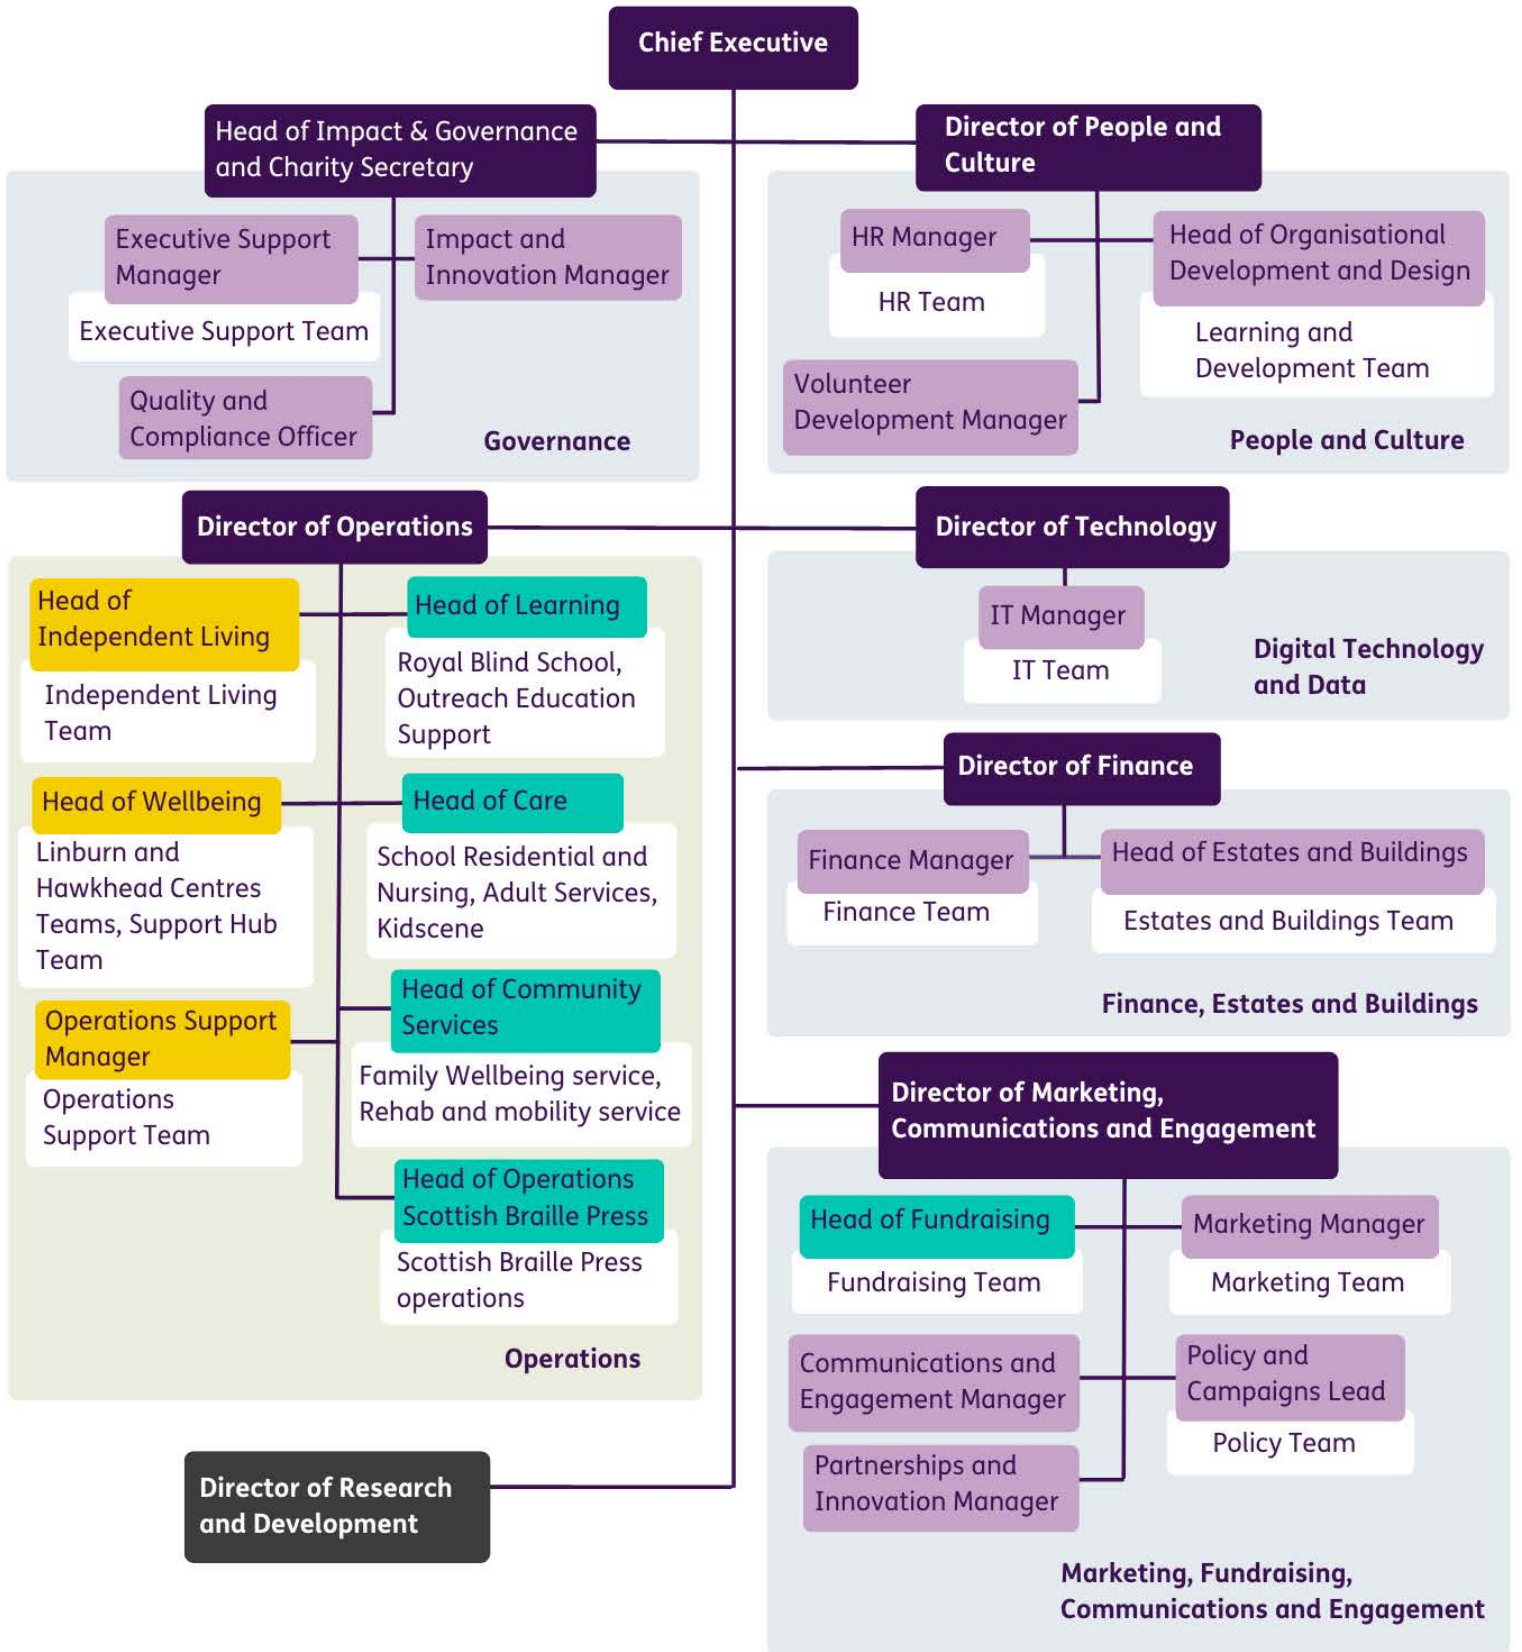 Chief Executive
Head of Impact & Governance
and Charity Secretary
Executive Support
Manager
Executive Support Team
Impact and
Innovation Manager
Quality and
Compliance Officer
Governance
Director of People and
Culture
HR Manager
HR Team
Head of Organisational
Development and Design
Learning and
Development Team
Volunteer
Development Manager
People and Culture
Director of Operations
Head of
Independent Living
Independent Living
Team
Head of Learning
Royal Blind School,
Outreach Education
Support
Head of Wellbeing
Linburn and
Hawkhead Centres
Teams, Support Hub
Team
Head of Care
School Residential and
Nursing, Adult Services,
Kidscene
Operations Support
Manager
Operations
Support Team
Head of Community
Services
Family Wellbeing service,
Rehab and mobility service
Head of Operations
Scottish Braille Press
Scottish Braille Press
operations
Operations
Director of Technology
IT Manager
IT Team
Digital Technology
and Data
Director of Finance
Finance Manager
Finance Team
Head of Estates and Buildings
Estates and Buildings Team
Finance, Estates and Buildings
Director of Marketing,
Communications and Engagement
Head of Fundraising
Fundraising Team
Marketing Manager
Marketing Team
Communications and
Engagement Manager
Policy and
Campaigns Lead
Policy Team
Partnerships and
Innovation Manager
Marketing, Fundraising,
Communications and Engagement
Director of Research
and Development